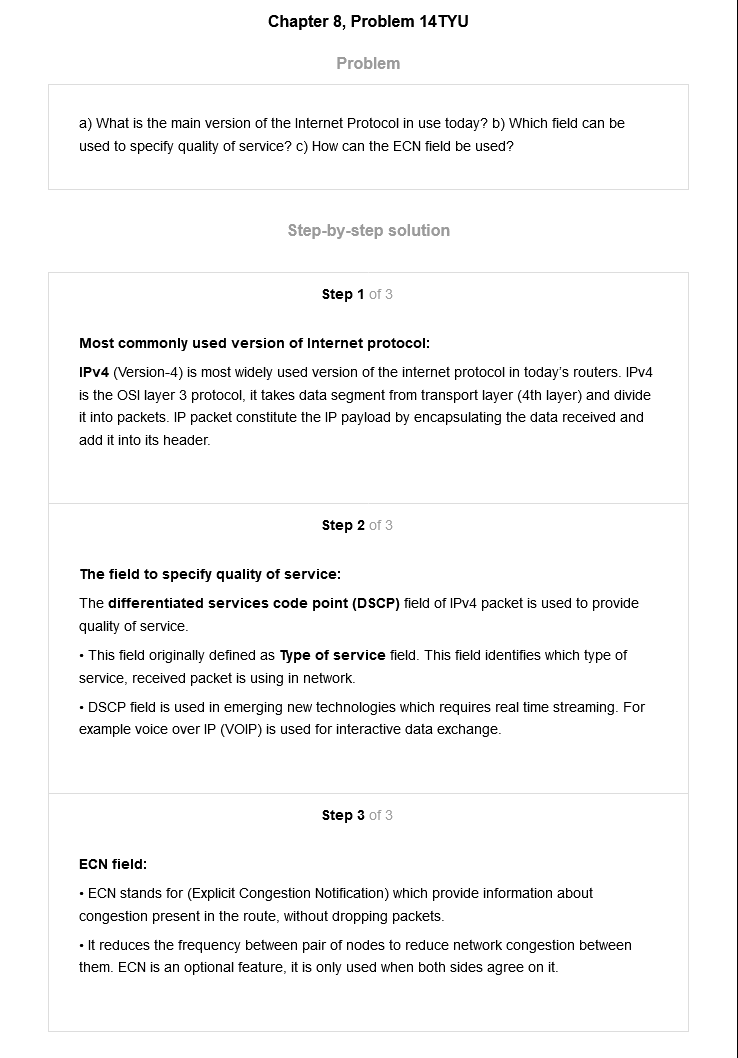 Chapter 8, Problem 14TYU
Problem
a) What is the main version of the Internet Protocol in use today? b) Which field can be
used to specify quality of service? c) How can the ECN field be used?
Step-by-step solution
Step 1 of 3
Most commonly used version of Internet protocol:
IPv4 (Version-4) is most widely used version of the internet protocol in today's routers. IPv4
is the OSI layer 3 protocol, it takes data segment from transport layer (4th layer) and divide
it into packets. IP packet constitute the IP payload by encapsulating the data received and
add it into its header.
Step 2 of 3
The field to specify quality of service:
The differentiated services code point (DSCP) field of IPv4 packet is used to provide
quality of service.
• This field originally defined as Type of service field. This field identifies which type of
service, received packet is using in network.
• DSCP field is used in emerging new technologies which requires real time streaming. For
example voice over IP (VOIP) is used for interactive data exchange.
Step 3 of 3
ECN field:
• ECN stands for (Explicit Congestion Notification) which provide information about
congestion present in the route, without dropping packets.
• It reduces the frequency between pair of nodes to reduce network congestion between
them. ECN is an optional feature, it is only used when both sides agree on it.